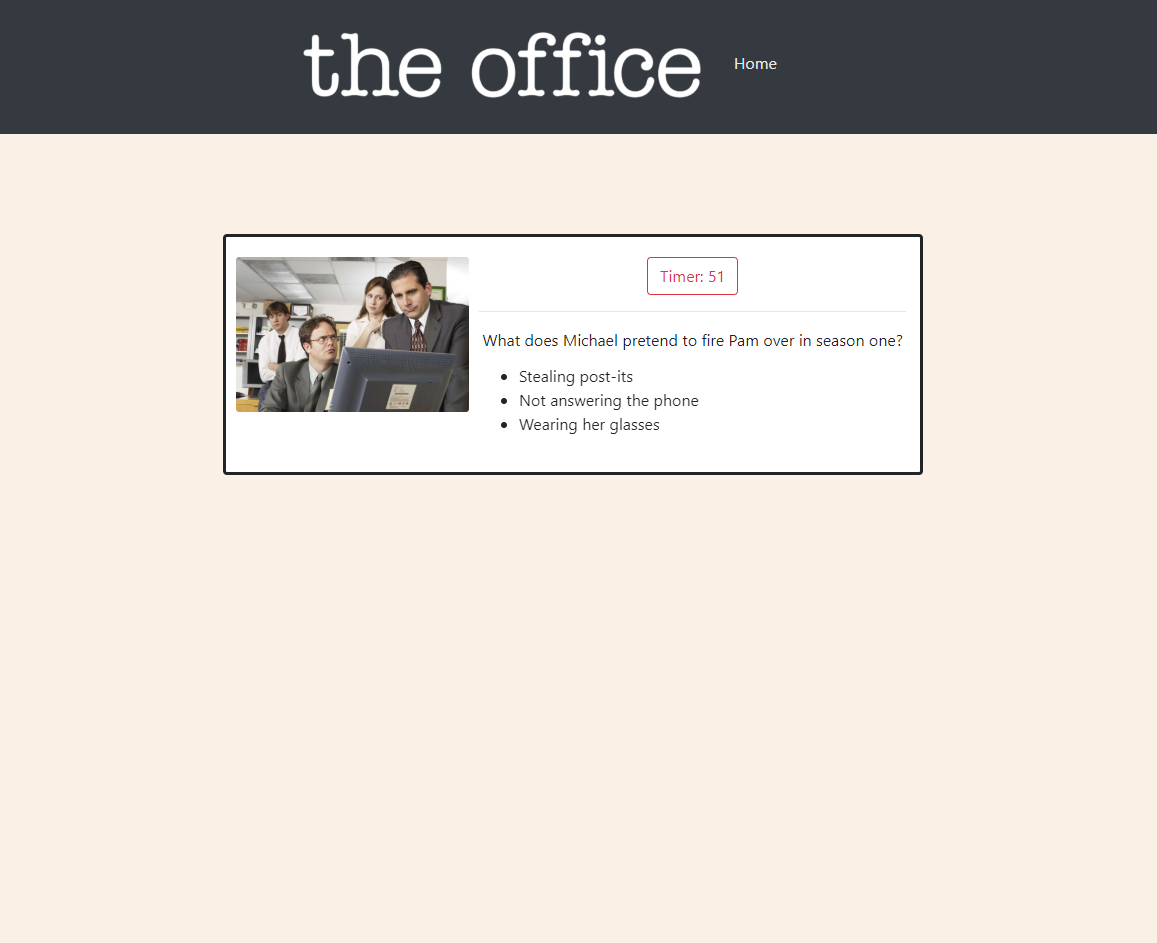 the office
Home
Timer: 51
What does Michael pretend to fire Pam over in season one?
Stealing post-its
Not answering the phone
Wearing her glasses